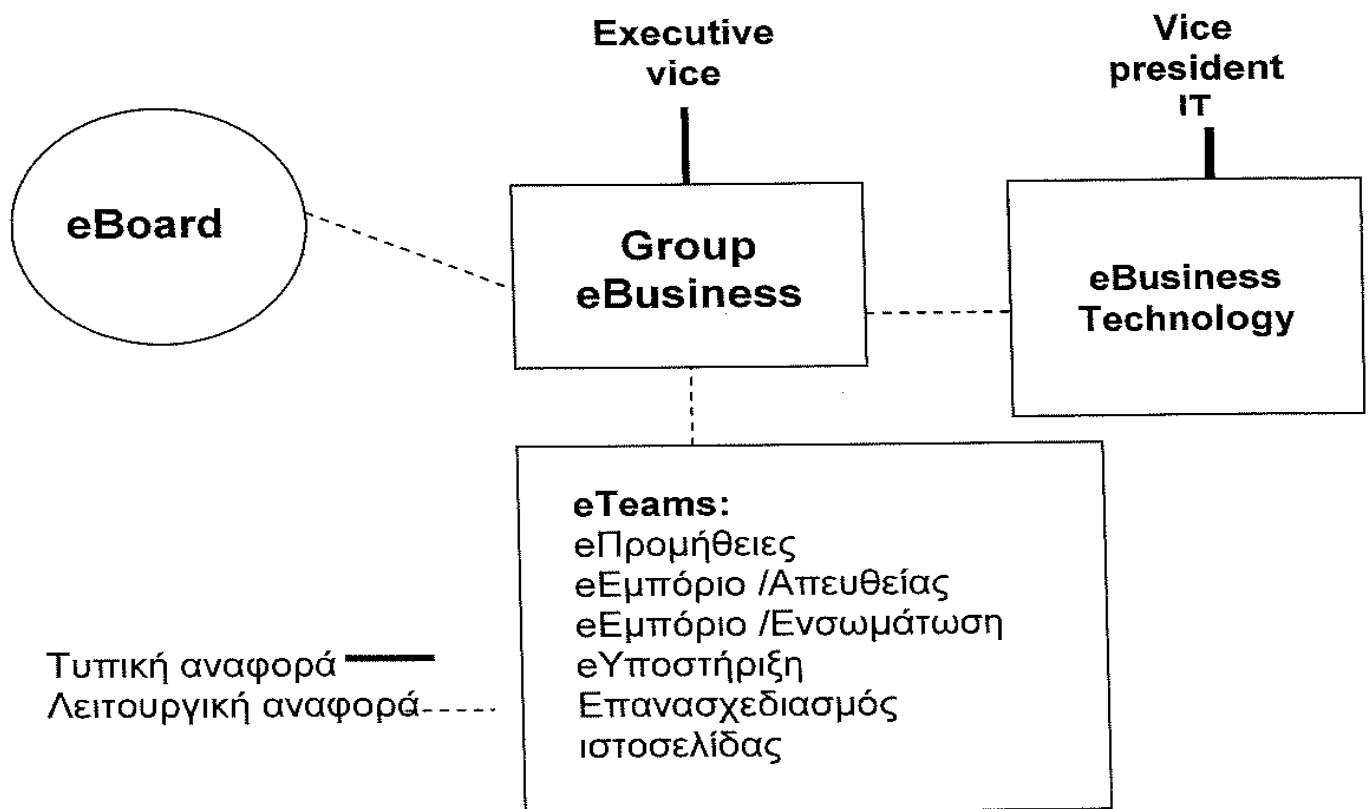 Executive
vice
Vice
president
IT
eBoard
Group
eBusiness
eBusiness
Technology
eTeams:
eΠρομήθειες
eΕμπόριο /Απευθείας
eΕμπόριο /Ενσωμάτωση
eΥποστήριξη
Επανασχεδιασμός
ιστοσελίδας
Τυπική αναφορά
Λειτουργική αναφορά